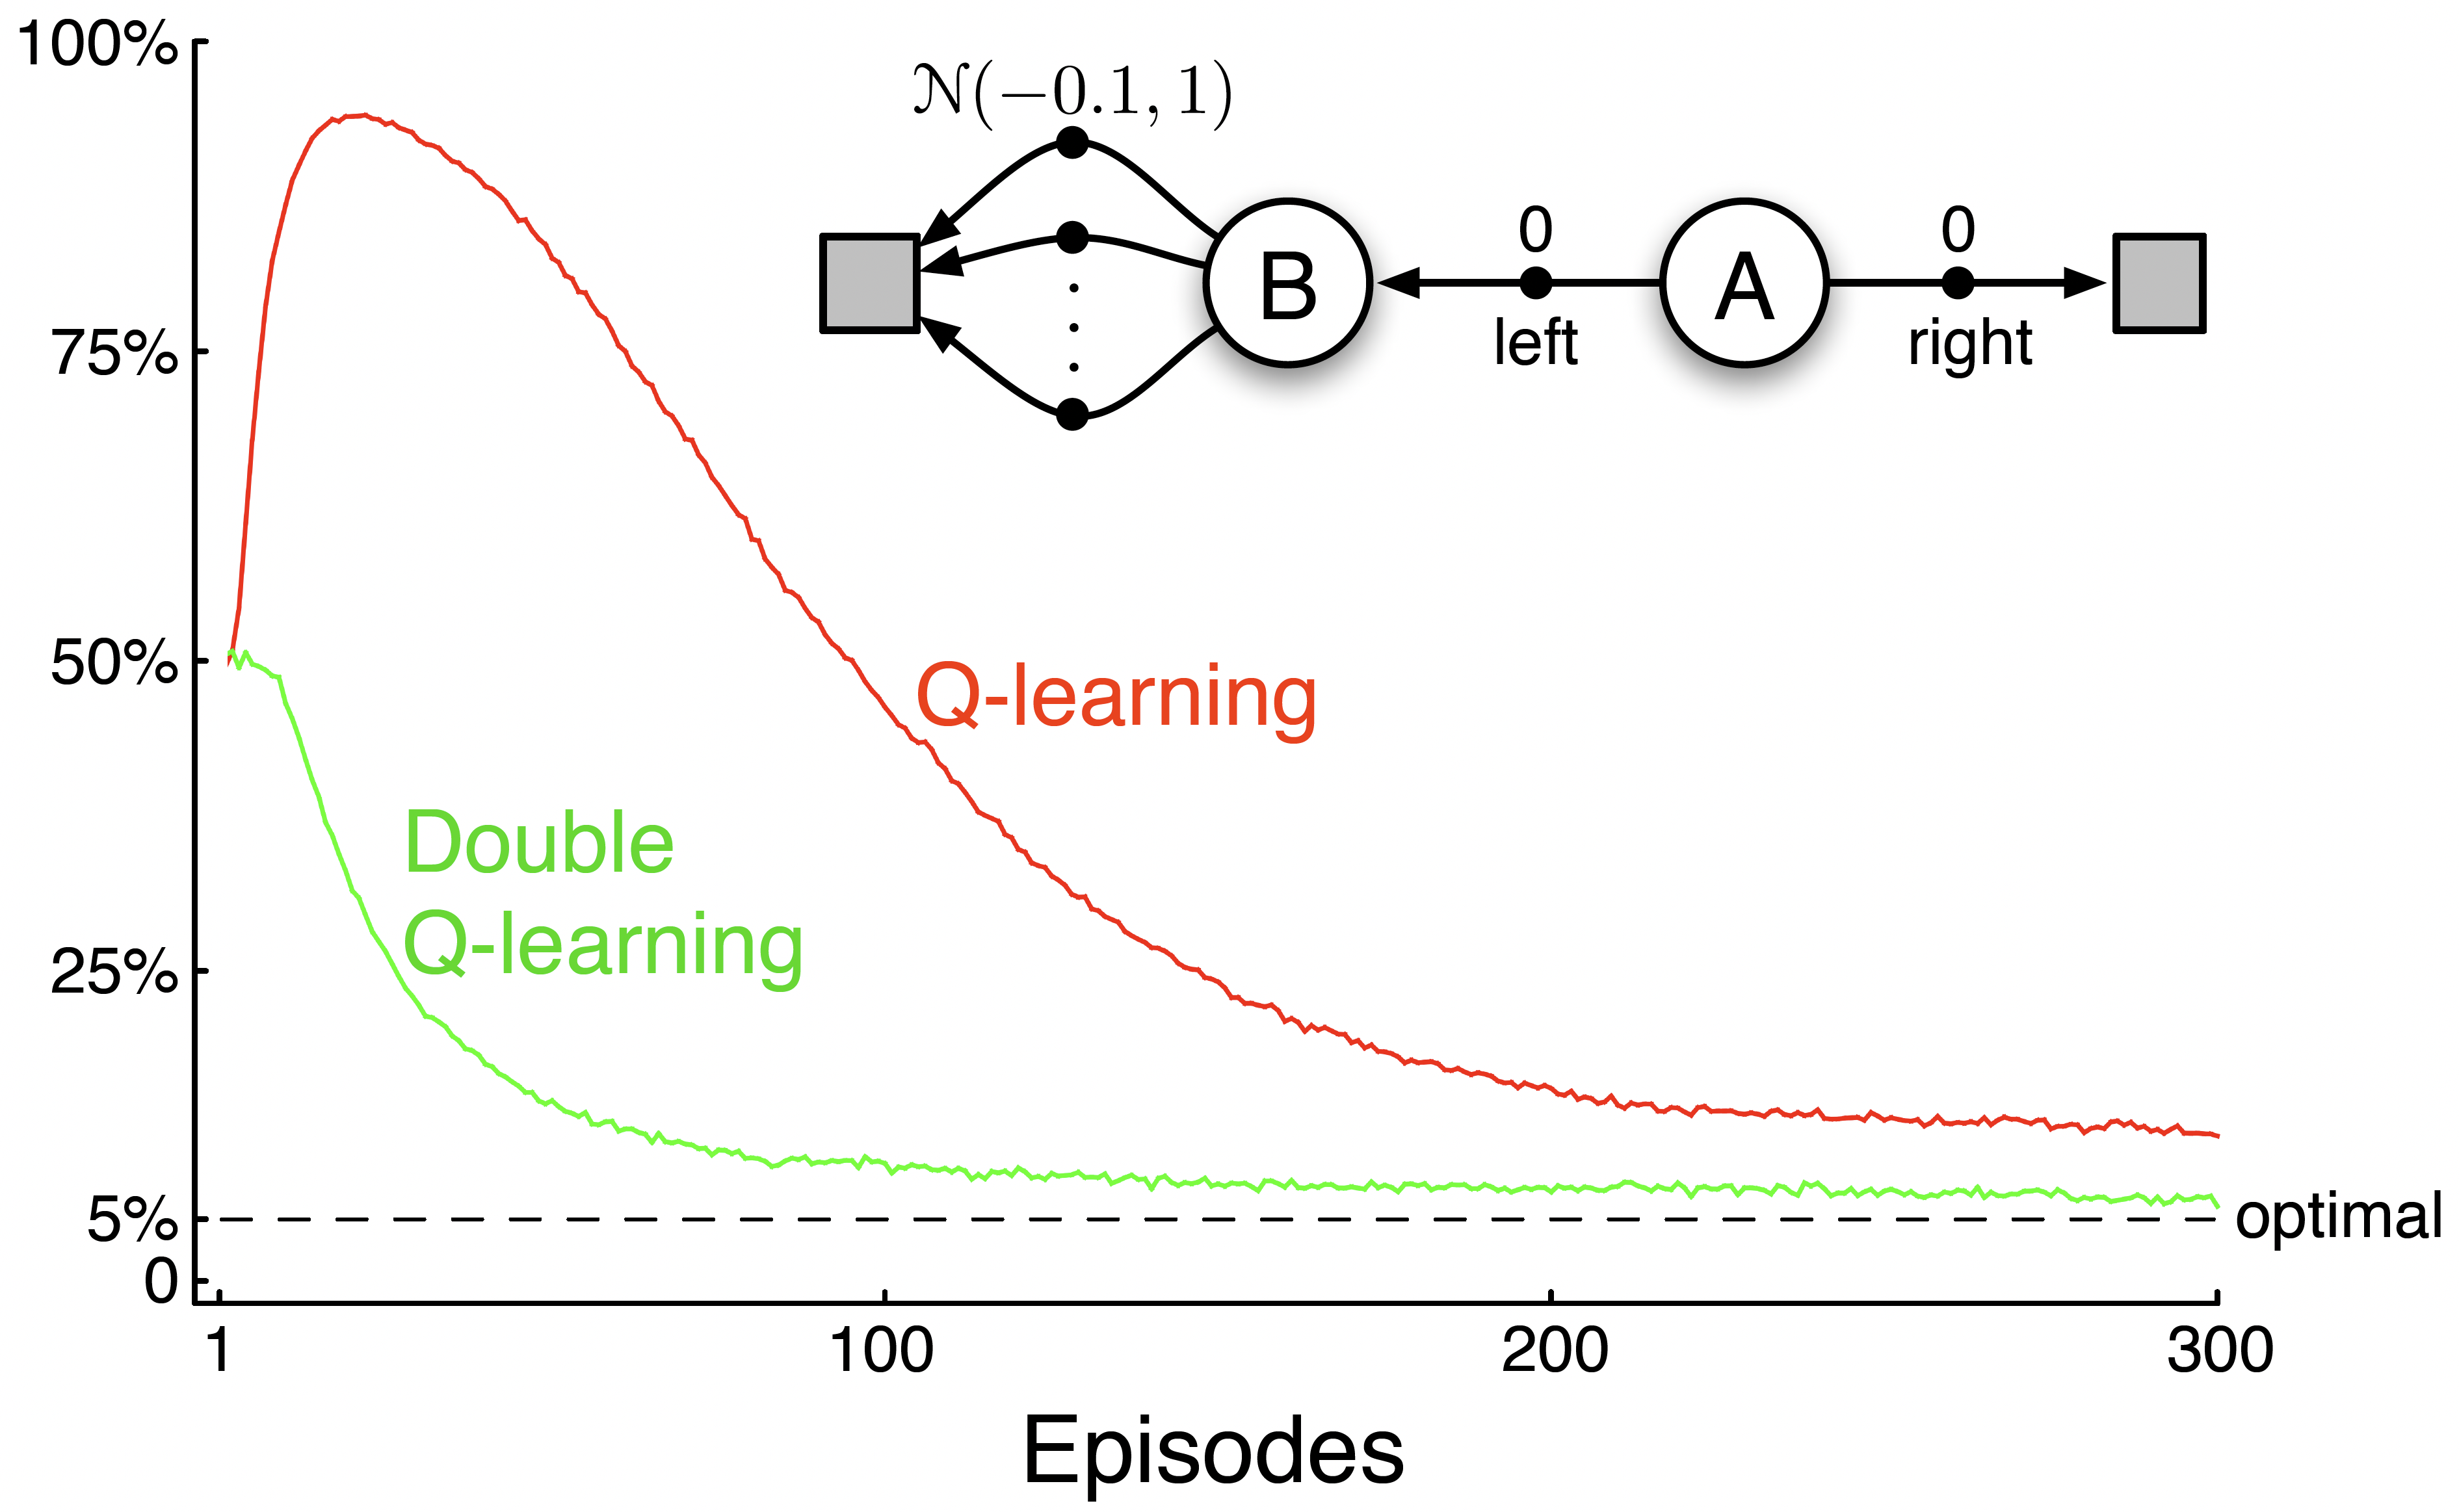 100%
75%
50%
25%
5%
0
𝒩(−0.1, 1)
B
0
left
A
0
right
Q-learning
Double
Q-learning
optimal
1 100 200 300
Episodes